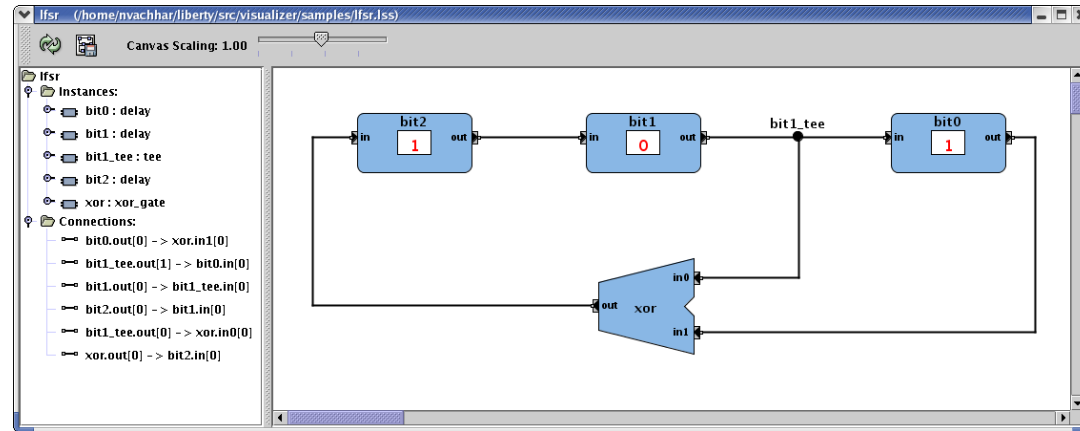 lfsr (/home/nvachhar/liberty/src/visualizer/samples/lfsr.lss)
Canvas Scaling: 1.00
lfsr
Instances:
bit0 : delay
bit1 : delay
bit1_tee : tee
bit2 : delay
xor : xor_gate
Connections:
bit0.out[0] -> xor.in1[0]
bit1_tee.out[1] -> bit0.in[0]
bit1.out[0] -> bit1_tee.in[0]
bit2.out[0] -> bit1.in[0]
bit1_tee.out[0] -> xor.in0[0]
xor.out[0] -> bit2.in[0]
bit2
in
out
1
bit1
in
out
0
bit1_tee
bit0
in
out
1
in0
out
xor
in1